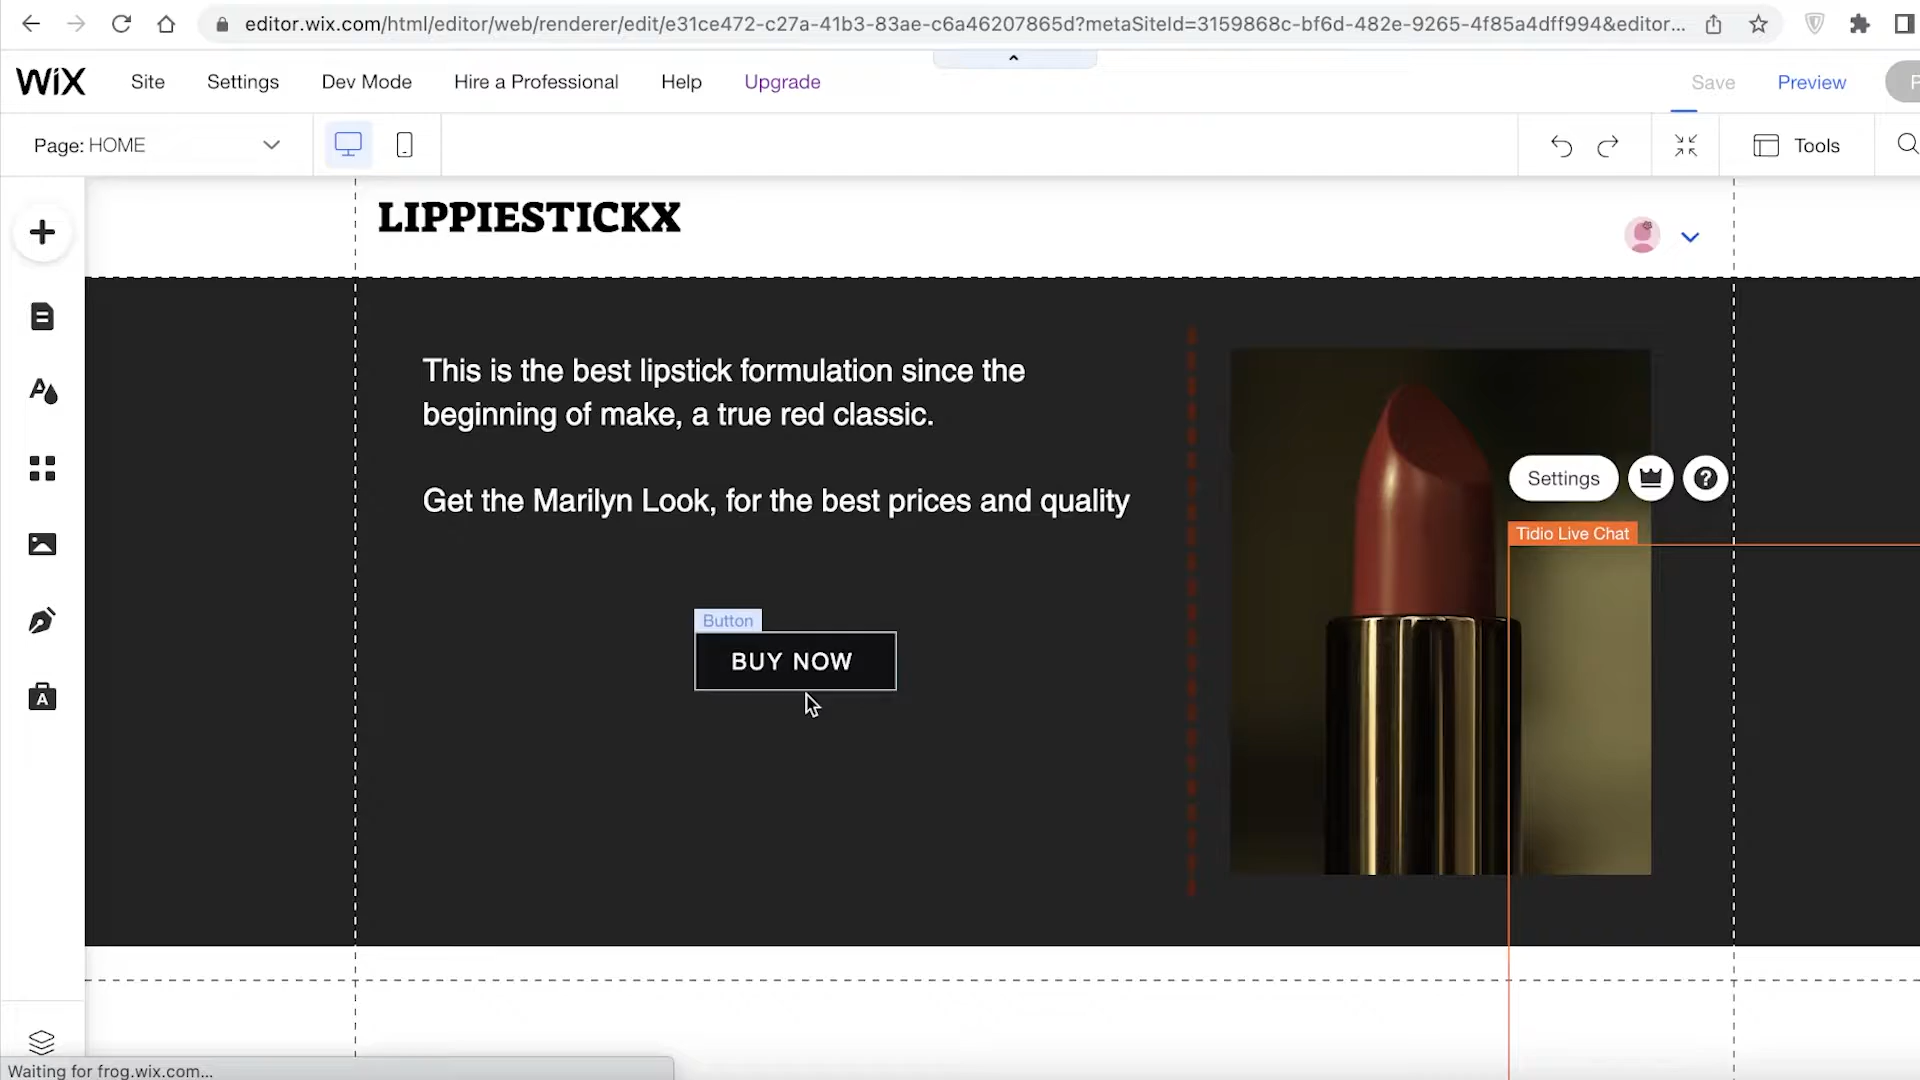 editor.wix.com/html/editor/web/renderer/edit/e31ce472-c27a-41b3-83ae-c6a46207865d?metaSiteId=3159868c-bf6d-482e-9265-4f85a4dff994&editor...
WiX Site Settings Dev Mode Hire a Professional Help Upgrade Save Preview
Page: HOME Tools
LIPPIESTICKX
This is the best lipstick formulation since the
beginning of make, a true red classic.
Get the Marilyn Look, for the best prices and quality
Settings
Tidio Live Chat
Button
BUY NOW
Waiting for frog.wix.com...